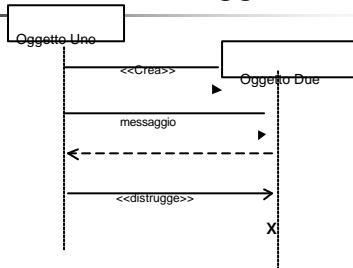 Oggetto Uno
<<Crea>>
Oggetto Due
messaggio
<<distrugge>>
X